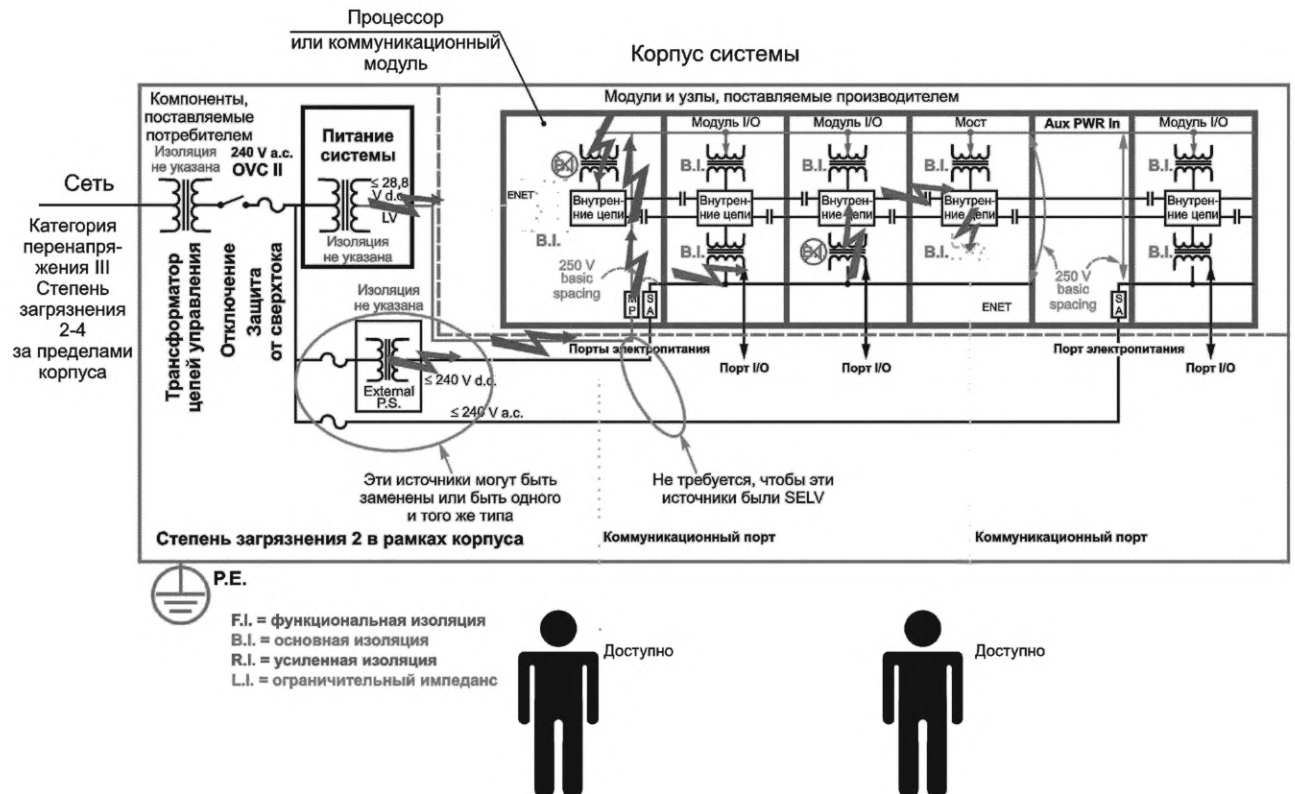 Процессор
или коммуникационный
модуль
Корпус системы
Компоненты,
поставляемые
потребителем
Изоляция
не указана
240 V a.c.
OVC II
Питание
системы
≤ 28,8
V d.c.
LV
Изоляция
не указана
Модули и узлы, поставляемые производителем
Модуль I/O
Модуль I/O
Мост
Aux PWR In
Модуль I/O
B.I.
B.I.
B.I.
B.I.
B.I.
ENET
Внутрен-
ние цепи
Внутрен-
ние цепи
Внутрен-
ние цепи
Внутрен-
ние цепи
Внутрен-
ние цепи
B.I.
B.I.
B.I.
B.I.
B.I.
250 V
basic
spacing
250 V
basic
spacing
MP
SA
ENET
SA
Сеть
Категория
перенапря-
жения III
Степень
загрязнения
2-4
за пределами
корпуса
Трансформатор
цепей управления
Отключение
Защита
от сверхтока
Изоляция
не указана
External
P.S.
≤ 240 V d.c.
≤ 240 V a.c.
Порты электропитания
Порт I/O
Порт I/O
Порт электропитания
Порт I/O
Эти источники могут быть
заменены или быть одного
и того же типа
Не требуется, чтобы эти
источники были SELV
Степень загрязнения 2 в рамках корпуса
Коммуникационный порт
Коммуникационный порт
P.E.
F.I. = функциональная изоляция
B.I. = основная изоляция
R.I. = усиленная изоляция
L.I. = ограничительный импеданс
Доступно
Доступно